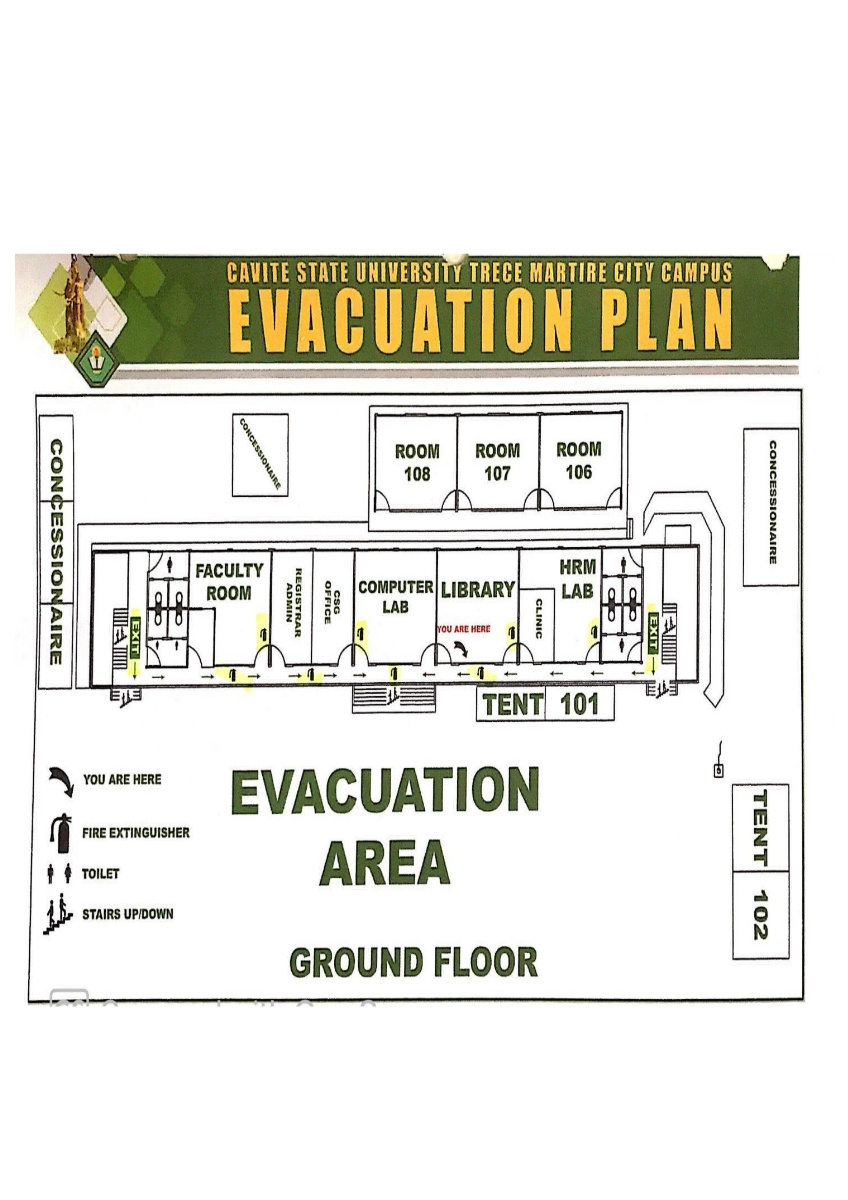 CAVITE STATE UNIVERSITY TRECE MARTIRE CITY CAMPUS
EVACUATION PLAN
CONCESSIONAIRE
CONCESSIONAIRE
ROOM
108
ROOM
107
ROOM
106
CONCESSIONAIRE
FACULTY
ROOM
REGISTRAR
ADMIN
CSG
OFFICE
COMPUTER
LAB
LIBRARY
YOU ARE HERE
CLINIC
HRM
LAB
EXIT
EXIT
TENT 101
YOU ARE HERE
FIRE EXTINGUISHER
TOILET
STAIRS UP/DOWN
EVACUATION
AREA
GROUND FLOOR
TENT 102